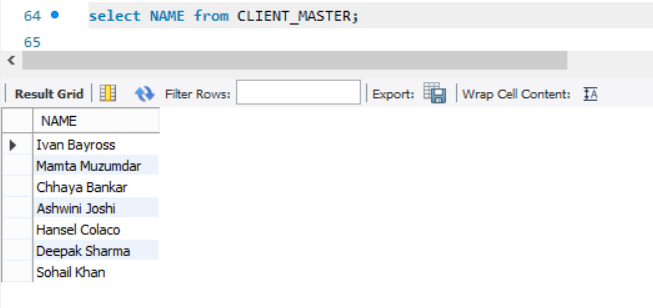 64 select NAME from CLIENT_MASTER;
65
Result Grid Filter Rows: Export: Wrap Cell Content: IA
NAME
Ivan Bayross
Mamta Muzumdar
Chhaya Bankar
Ashwini Joshi
Hansel Colaco
Deepak Sharma
Sohail Khan